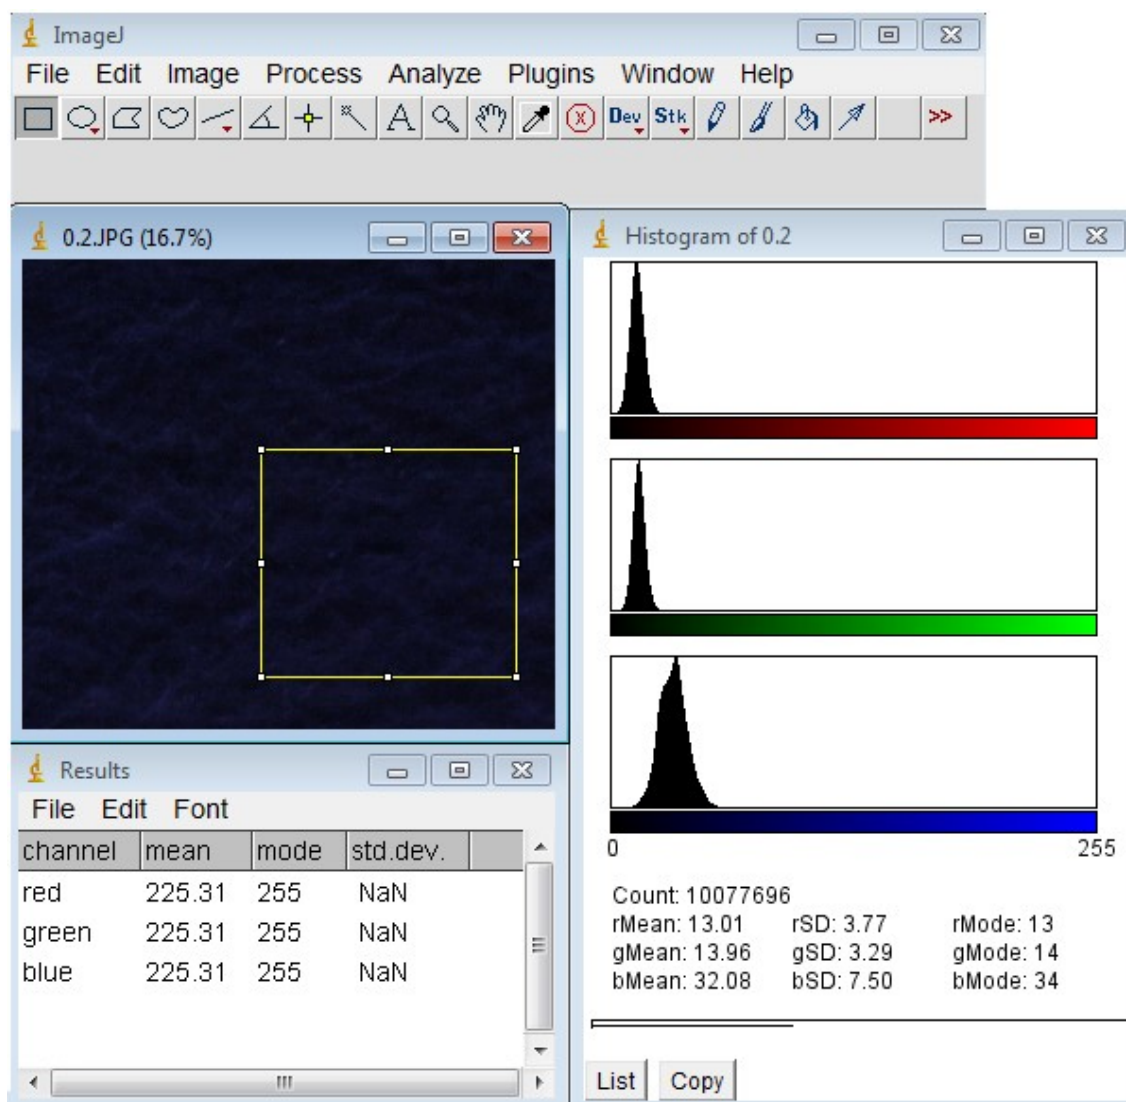 ImageJ
File Edit Image Process Analyze Plugins Window Help
A Dev Stk >>
0.2.JPG (16.7%)
Histogram of 0.2
0 255
Count: 10077696
rMean: 13.01 rSD: 3.77 rMode: 13
gMean: 13.96 gSD: 3.29 gMode: 14
bMean: 32.08 bSD: 7.50 bMode: 34
List Copy
Results
File Edit Font
channel mean mode std.dev.
red 225.31 255 NaN
green 225.31 255 NaN
blue 225.31 255 NaN